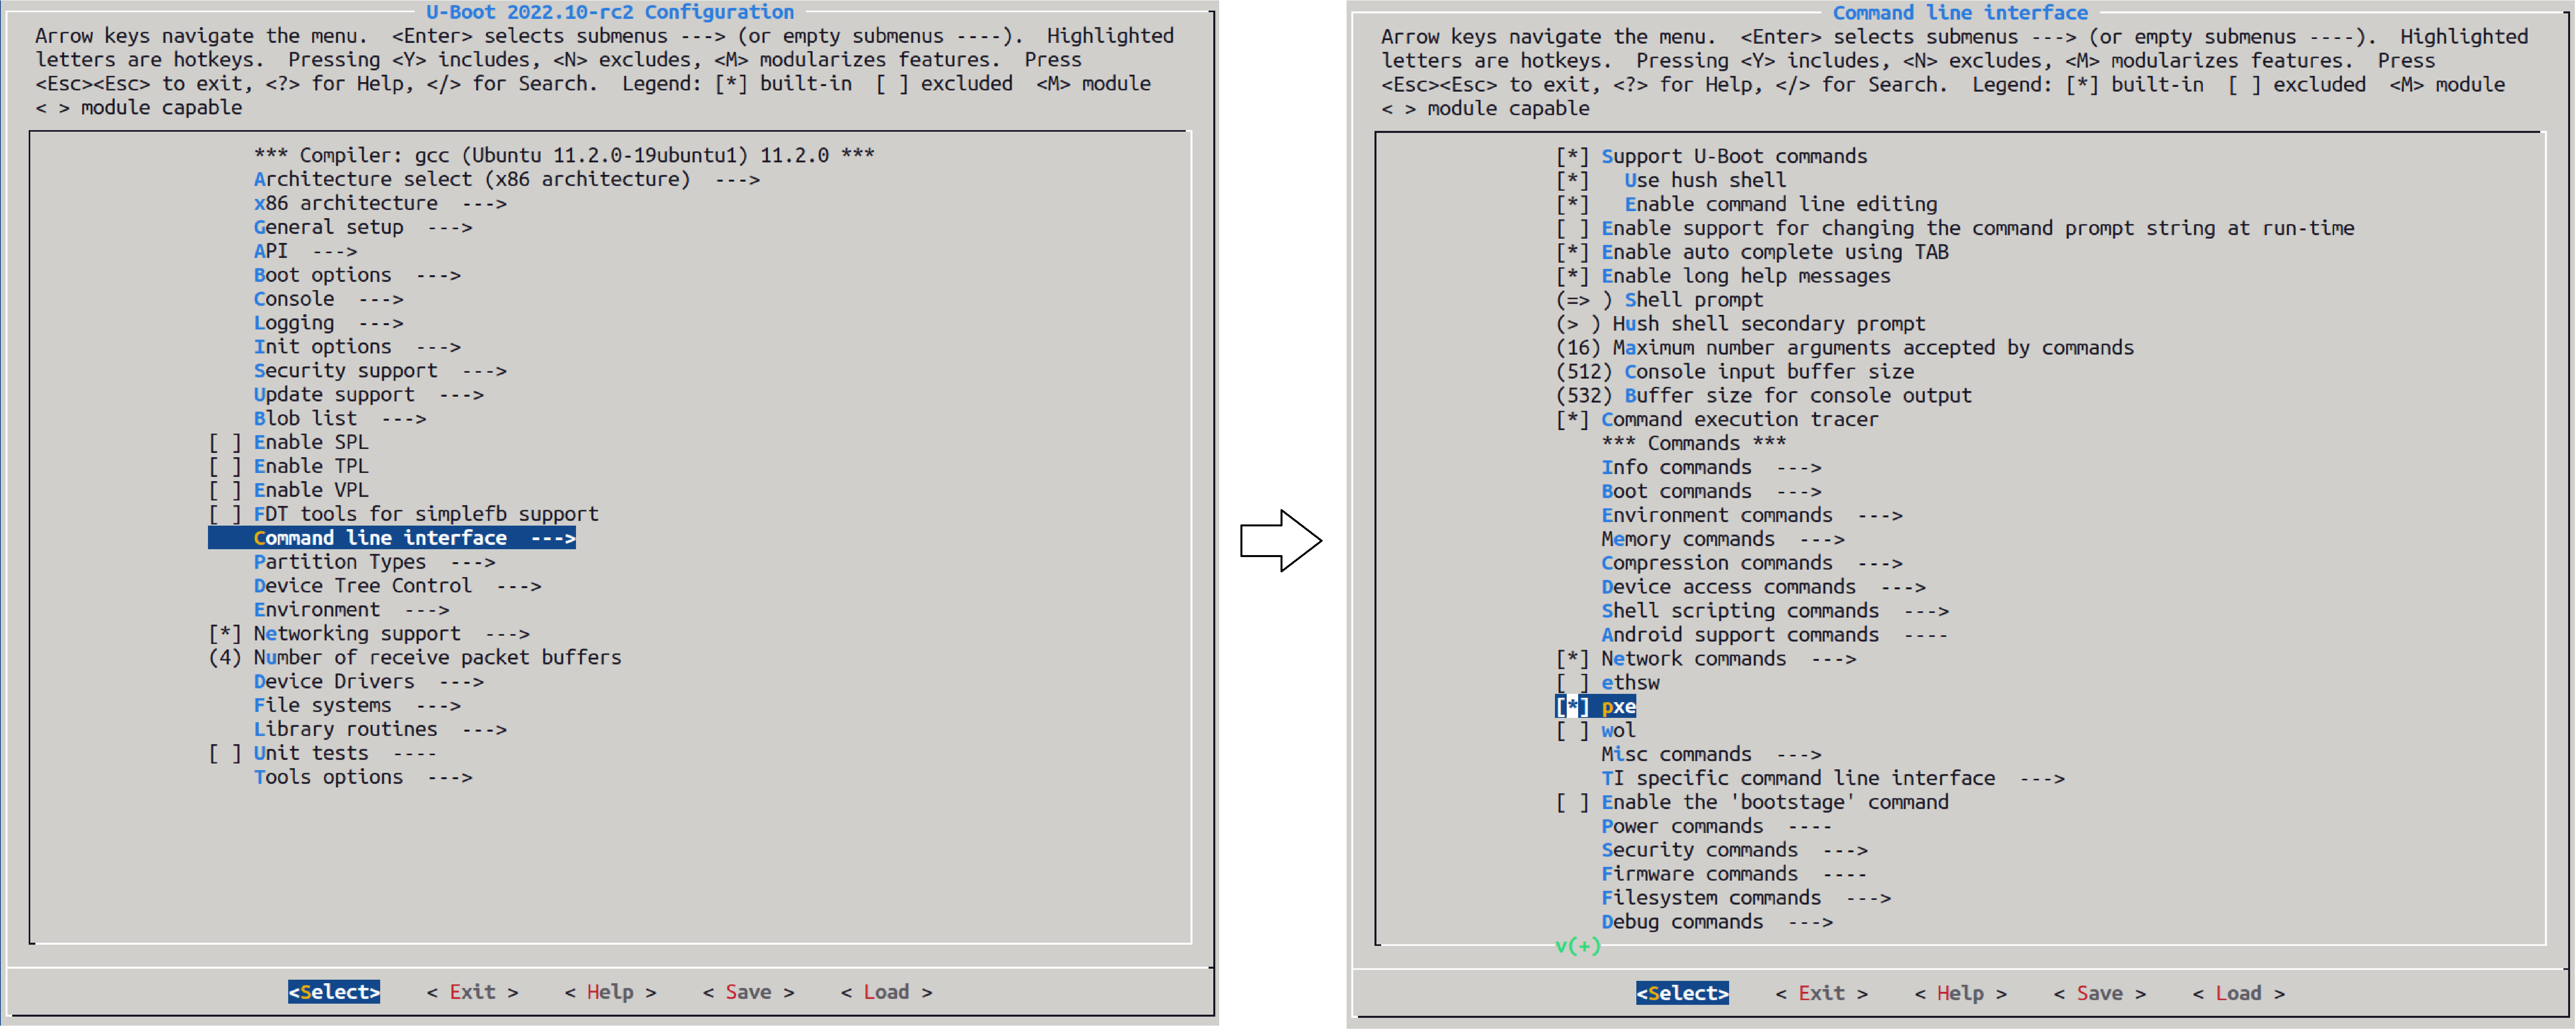 U-Boot 2022.10-rc2 Configuration
Arrow keys navigate the menu.  <Enter> selects submenus ---> (or empty submenus ----).  Highlighted
letters are hotkeys.  Pressing <Y> includes, <N> excludes, <M> modularizes features.  Press
<Esc><Esc> to exit, <?> for Help, </> for Search.  Legend: [*] built-in  [ ] excluded  <M> module
< > module capable
*** Compiler: gcc (Ubuntu 11.2.0-19ubuntu1) 11.2.0 ***
Architecture select (x86 architecture)  --->
x86 architecture  --->
General setup  --->
API  --->
Boot options  --->
Console  --->
Logging  --->
Init options  --->
Security support  --->
Update support  --->
Blob list  --->
[ ] Enable SPL
[ ] Enable TPL
[ ] Enable VPL
[ ] FDT tools for simplefb support
Command line interface  --->
Partition Types  --->
Device Tree Control  --->
Environment  --->
[*] Networking support  --->
(4) Number of receive packet buffers
Device Drivers  --->
File systems  --->
Library routines  --->
[ ] Unit tests  ----
Tools options  --->
<Select>    < Exit >    < Help >    < Save >    < Load >
Command line interface
Arrow keys navigate the menu.  <Enter> selects submenus ---> (or empty submenus ----).  Highlighted
letters are hotkeys.  Pressing <Y> includes, <N> excludes, <M> modularizes features.  Press
<Esc><Esc> to exit, <?> for Help, </> for Search.  Legend: [*] built-in  [ ] excluded  <M> module
< > module capable
[*] Support U-Boot commands
[*]   Use hush shell
[*]   Enable command line editing
[ ] Enable support for changing the command prompt string at run-time
[*] Enable auto complete using TAB
[*] Enable long help messages
(=> ) Shell prompt
(> ) Hush shell secondary prompt
(16) Maximum number arguments accepted by commands
(512) Console input buffer size
(532) Buffer size for console output
[*] Command execution tracer
*** Commands ***
Info commands  --->
Boot commands  --->
Environment commands  --->
Memory commands  --->
Compression commands  --->
Device access commands  --->
Shell scripting commands  --->
Android support commands  ----
[*] Network commands  --->
[ ] ethsw
[*] pxe
[ ] wol
Misc commands  --->
TI specific command line interface  --->
[ ] Enable the 'bootstage' command
Power commands  ----
Security commands  --->
Firmware commands  ----
Filesystem commands  --->
Debug commands  --->
v(+)
<Select>    < Exit >    < Help >    < Save >    < Load >